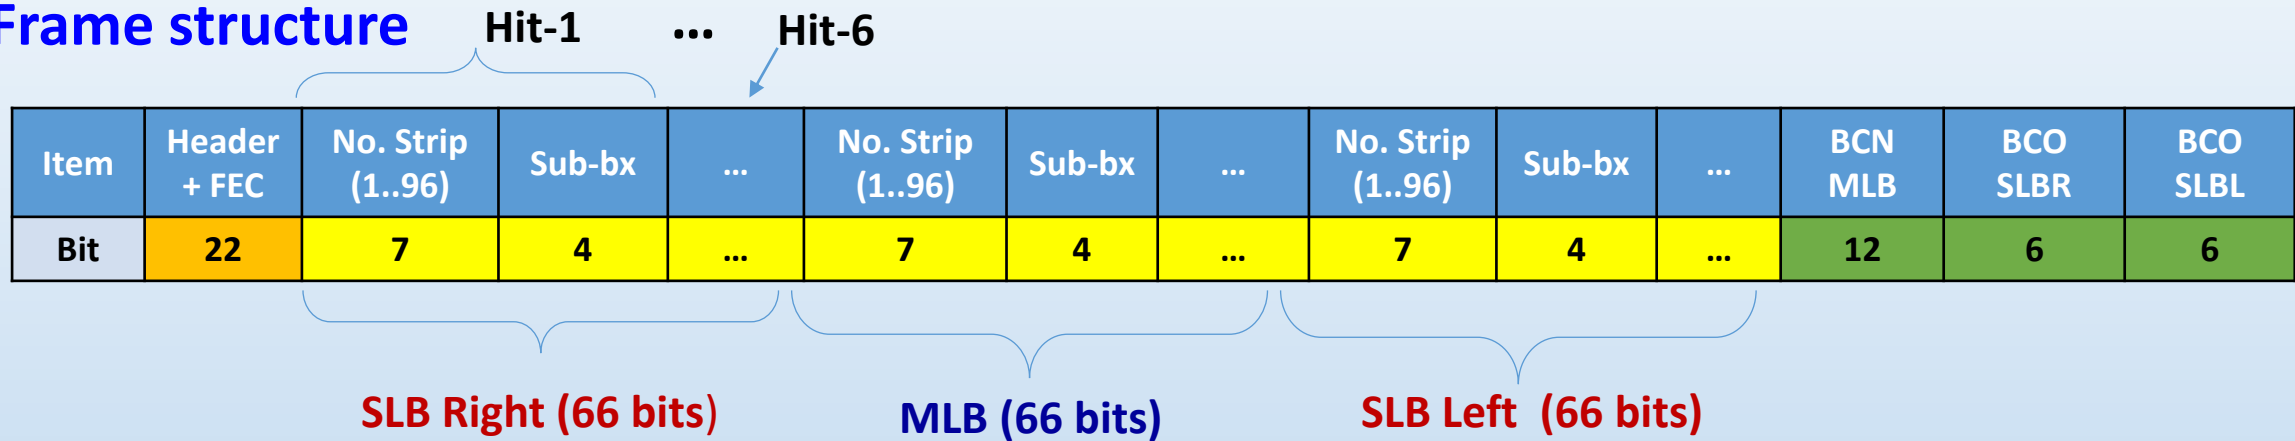 Frame structure
Hit-1 ... Hit-6
Item | Header + FEC | No. Strip (1..96) | Sub-bx | ... | No. Strip (1..96) | Sub-bx | ... | No. Strip (1..96) | Sub-bx | ... | BCN MLB | BCO SLBR | BCO SLBL
Bit | 22 | 7 | 4 | ... | 7 | 4 | ... | 7 | 4 | ... | 12 | 6 | 6
SLB Right (66 bits) MLB (66 bits) SLB Left (66 bits)